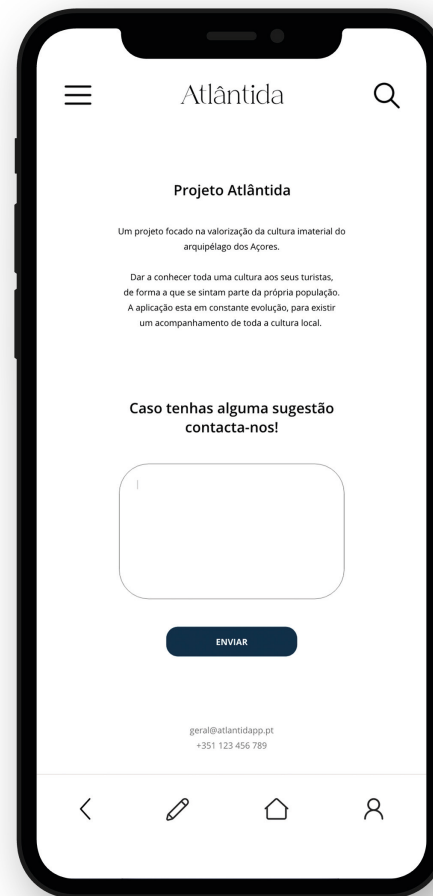 Atlântida
Projeto Atlântida
Um projeto focado na valorização da cultura imaterial do
arquipélago dos Açores.
Dar a conhecer toda uma cultura aos seus turistas,
de forma a que se sintam parte da própria população.
A aplicação esta em constante evolução, para existir
um acompanhamento de toda a cultura local.
Caso tenhas alguma sugestão
contacta-nos!
ENVIAR
geral@atlantidapp.pt
+351 123 456 789